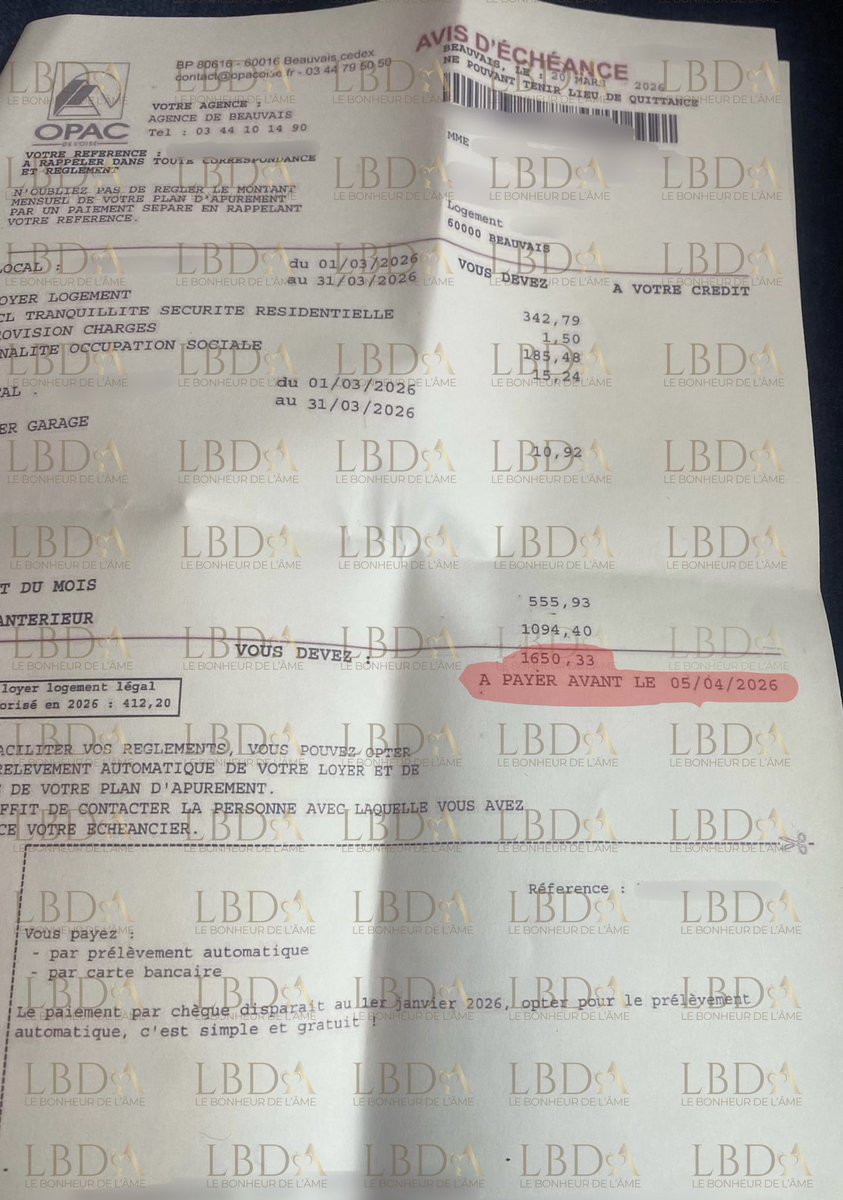 AVIS D'ÉCHÉANCE
BEAUVAIS, LE : 20 MARS 2026
NE POUVANT TENIR LIEU DE QUITTANCE
BP 80616 - 60016 Beauvais cedex
contact@opacoise.fr - 03 44 79 50 50
OPAC
DE L'OISE
VOTRE AGENCE :
AGENCE DE BEAUVAIS
Tel : 03 44 10 14 90
MME
VOTRE REFERENCE :
A RAPPELER DANS TOUTE CORRESPONDANCE
ET REGLEMENT
N'OUBLIEZ PAS DE REGLER LE MONTANT
MENSUEL DE VOTRE PLAN D'APUREMENT
PAR UN PAIEMENT SEPARE EN RAPPELANT
VOTRE REFERENCE.
Logement
60000 BEAUVAIS
LOCAL : du 01/03/2026
au 31/03/2026
VOUS DEVEZ A VOTRE CREDIT
OYER LOGEMENT 342,79
CL TRANQUILLITE SECURITE RESIDENTIELLE 1,50
ROVISION CHARGES 185,48
NALITE OCCUPATION SOCIALE 15,24
AL : du 01/03/2026
au 31/03/2026
ER GARAGE 10,92
T DU MOIS 555,93
ANTERIEUR 1094,40
VOUS DEVEZ : 1650,33
A PAYER AVANT LE 05/04/2026
loyer logement légal
orisé en 2026 : 412,20
ACILITER VOS REGLEMENTS, VOUS POUVEZ OPTER
RELEVEMENT AUTOMATIQUE DE VOTRE LOYER ET DE
DE VOTRE PLAN D'APUREMENT.
FFIT DE CONTACTER LA PERSONNE AVEC LAQUELLE VOUS AVEZ
CE VOTRE ECHEANCIER.
Réference :
Vous payez :
- par prélèvement automatique
- par carte bancaire
Le paiement par chèque disparait au 1er janvier 2026, opter pour le prélèvement
automatique, c'est simple et gratuit !
LBDA
LE BONHEUR DE L'ÂME